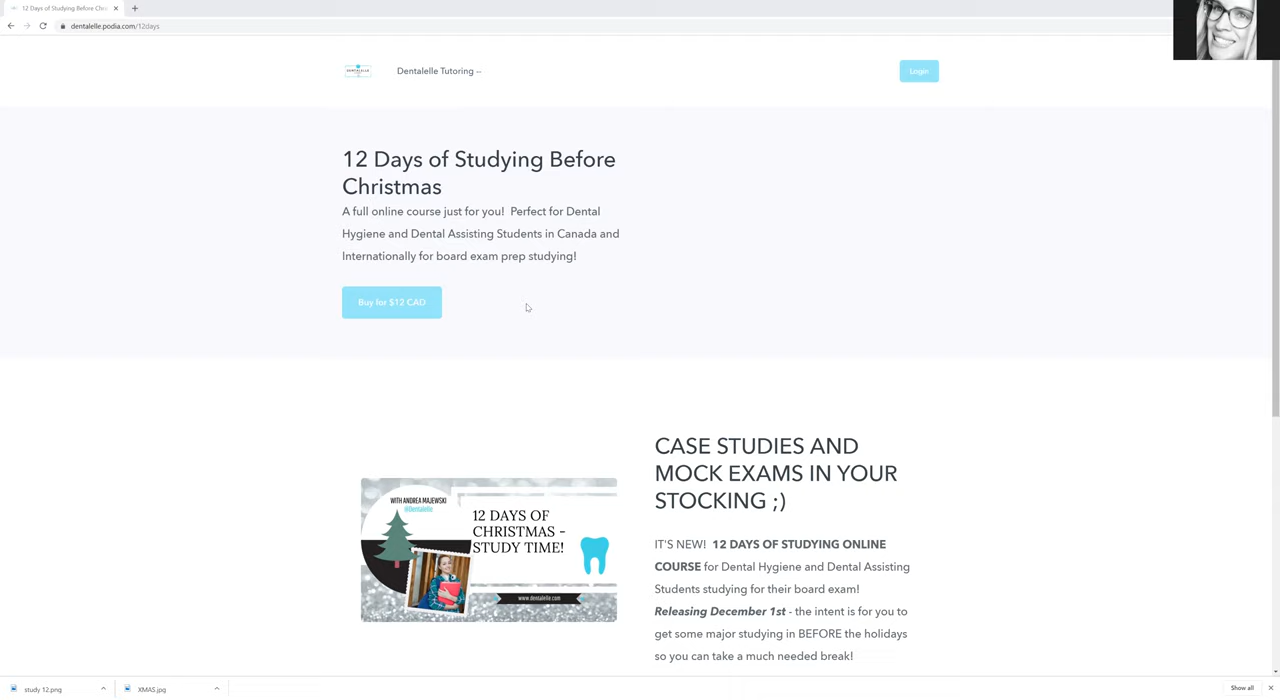 12 Days of Studying Before Chris
dentalelle.podia.com/12days
DENTALELLE
Dentalelle Tutoring --
Login
12 Days of Studying Before
Christmas
A full online course just for you!  Perfect for Dental
Hygiene and Dental Assisting Students in Canada and
Internationally for board exam prep studying!
Buy for $12 CAD
CASE STUDIES AND
MOCK EXAMS IN YOUR
STOCKING ;)
WITH ANDREA MAJEWSKI
@Dentalelle
12 DAYS OF
CHRISTMAS -
STUDY TIME!
www.dentalelle.com
IT'S NEW!  12 DAYS OF STUDYING ONLINE
COURSE for Dental Hygiene and Dental Assisting
Students studying for their board exam!
Releasing December 1st - the intent is for you to
get some major studying in BEFORE the holidays
so you can take a much needed break!
study 12.png
XMAS.jpg
Show all